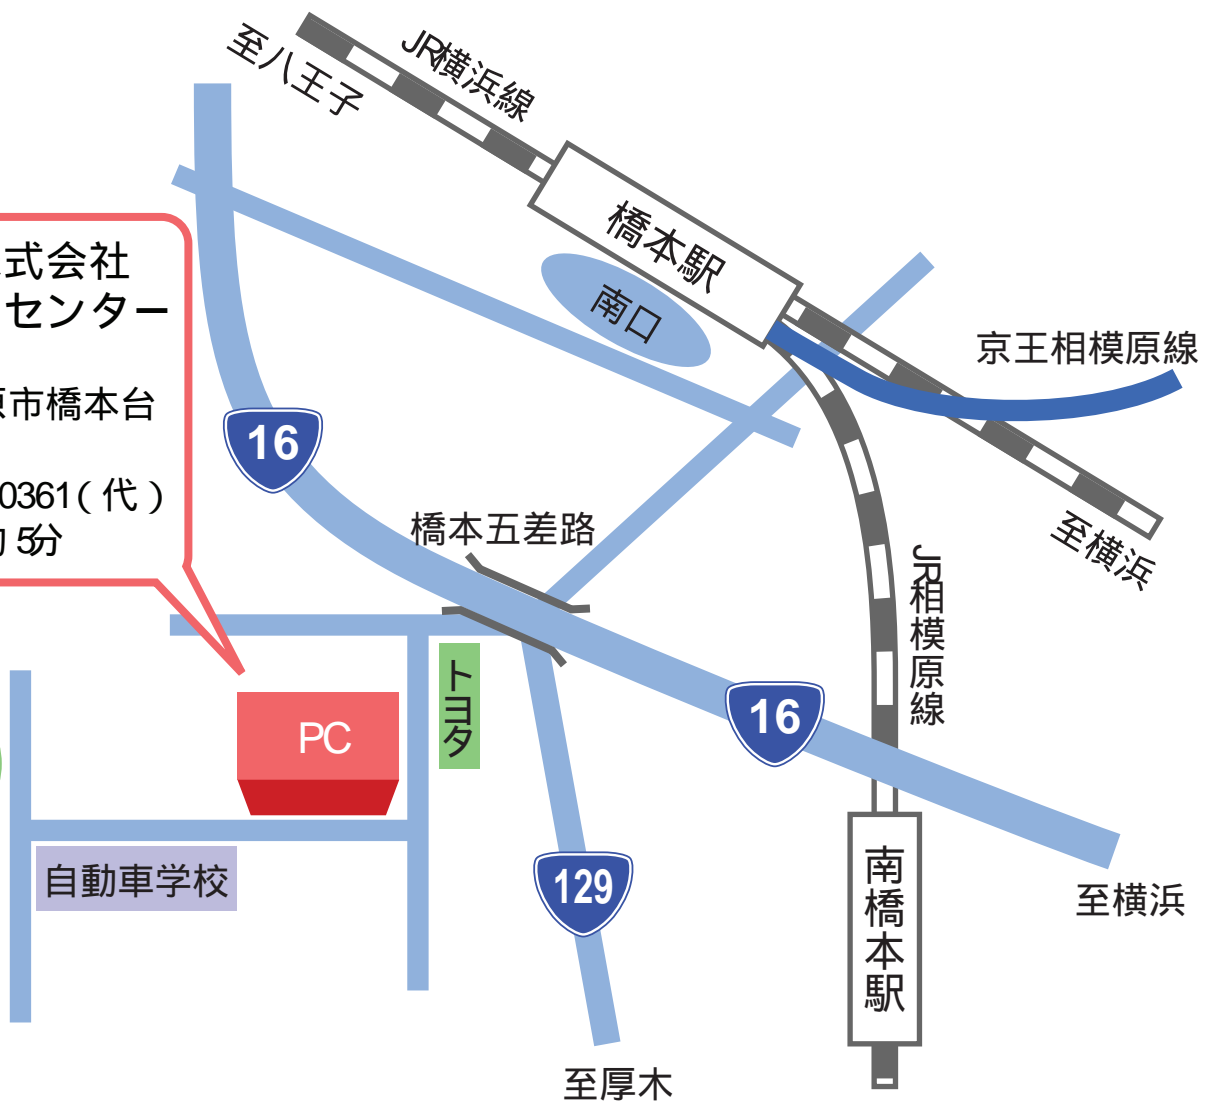 至八王子
JR横浜線
橋本駅
南口
京王相模原線
式会社
センター
原市橋本台
0361(代)
5分
16
橋本五差路
至横浜
JR相模原線
トヨタ
PC
16
自動車学校
129
南橋本駅
至横浜
至厚木